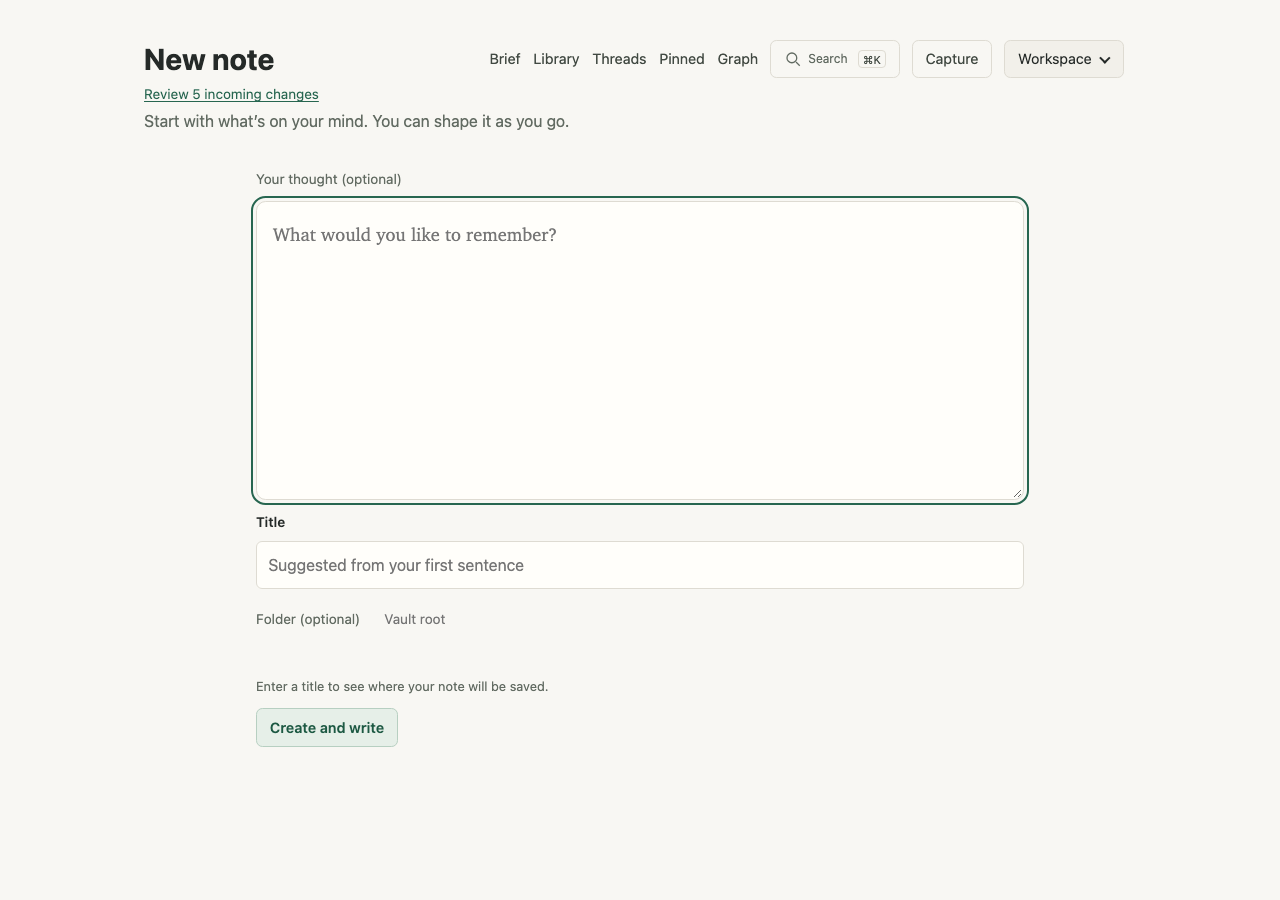 New note
Brief Library Threads Pinned Graph Search ⌘K Capture Workspace
Review 5 incoming changes
Start with what’s on your mind. You can shape it as you go.
Your thought (optional)
What would you like to remember?
Title
Suggested from your first sentence
Folder (optional) Vault root
Enter a title to see where your note will be saved.
Create and write